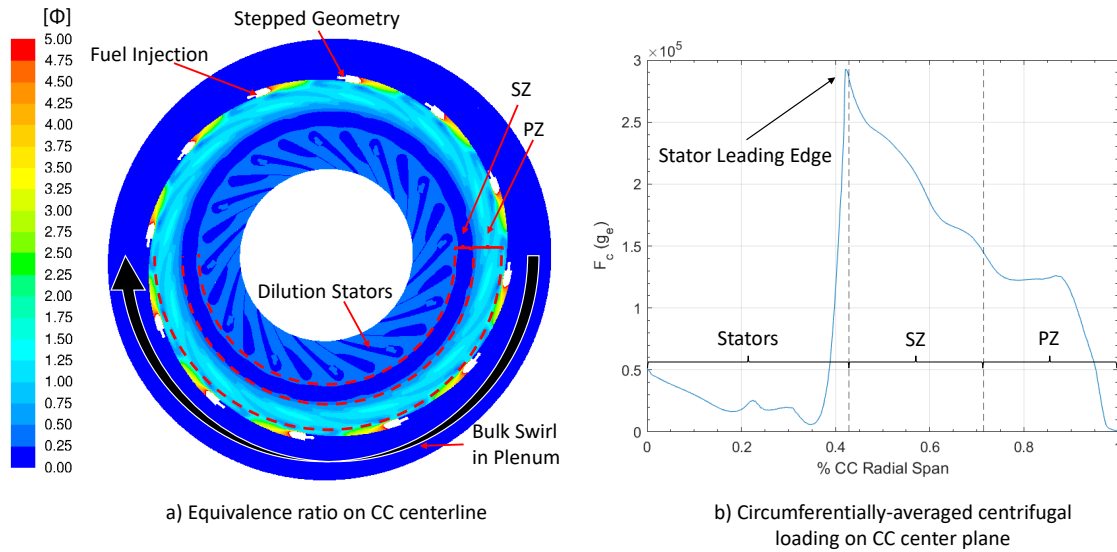 [Φ]
5.00
4.75
4.50
4.25
4.00
3.75
3.50
3.25
3.00
2.75
2.50
2.25
2.00
1.75
1.50
1.25
1.00
0.75
0.50
0.25
0.00
Stepped Geometry
Fuel Injection
SZ
PZ
Dilution Stators
Bulk Swirl
in Plenum
a) Equivalence ratio on CC centerline
×10⁵
3
2.5
2
1.5
1
0.5
0
F_c (g_e)
Stator Leading Edge
Stators
SZ
PZ
0
0.2
0.4
0.6
0.8
1
% CC Radial Span
b) Circumferentially-averaged centrifugal
loading on CC center plane